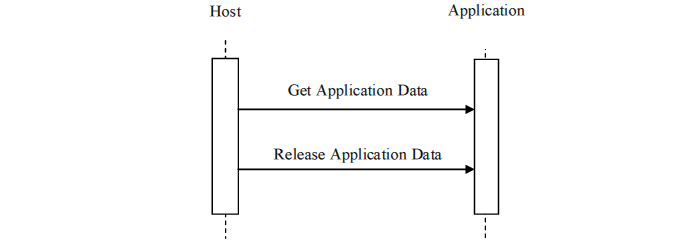 Host
Application
Get Application Data
Release Application Data